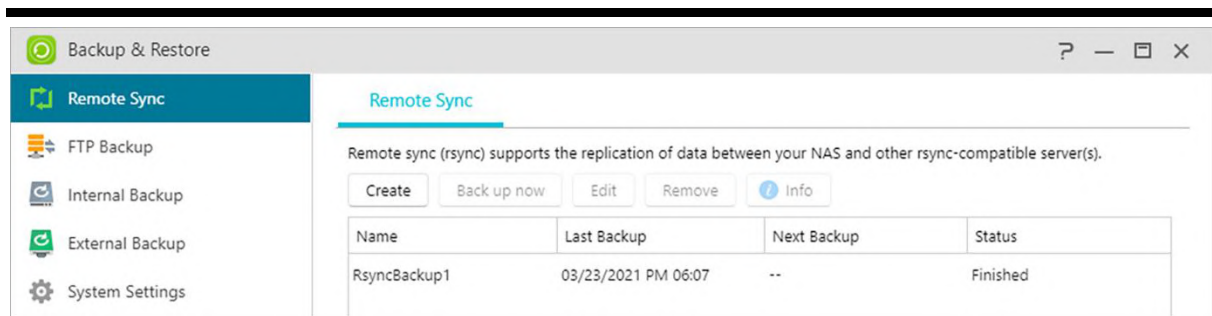 Backup & Restore
Remote Sync
FTP Backup
Internal Backup
External Backup
System Settings
Remote Sync
Remote sync (rsync) supports the replication of data between your NAS and other rsync-compatible server(s).
Create Back up now Edit Remove Info
Name Last Backup Next Backup Status
RsyncBackup1 03/23/2021 PM 06:07 -- Finished